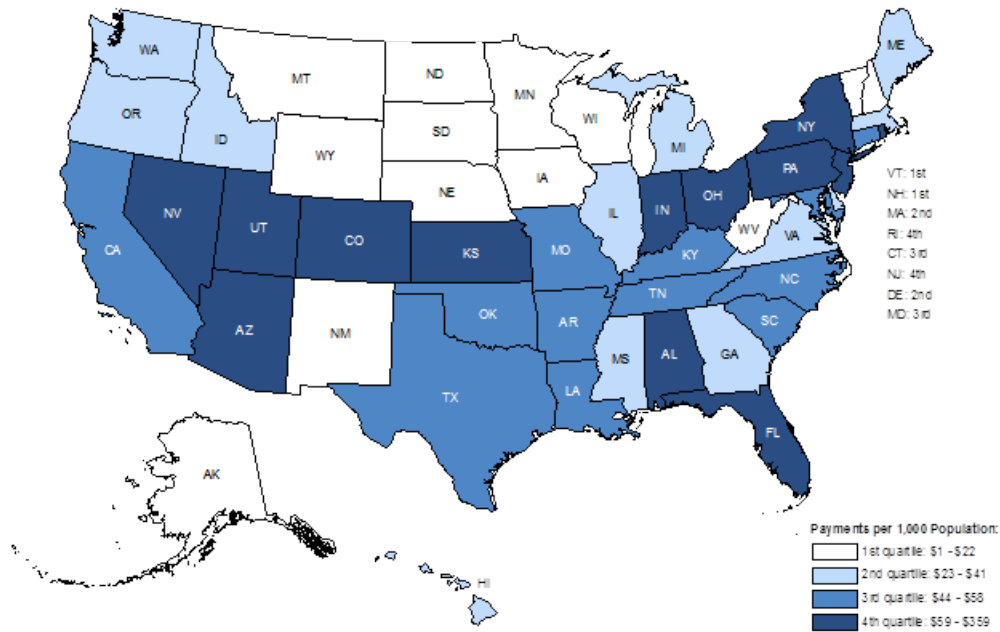 WA
MT
ND
MN
ME
OR
ID
WY
SD
WI
MI
NY
NE
IA
PA
NV
UT
CO
KS
MO
IL
IN
OH
WV
VA
KY
CA
AZ
NM
OK
AR
TN
NC
SC
TX
LA
MS
AL
GA
FL
AK
HI
VT: 1st
NH: 1st
MA: 2nd
RI: 4th
CT: 3rd
NJ: 4th
DE: 2nd
MD: 3rd
Payments per 1,000 Population:
1st quartile: $1 - $22
2nd quartile: $23 - $41
3rd quartile: $44 - $58
4th quartile: $59 - $359